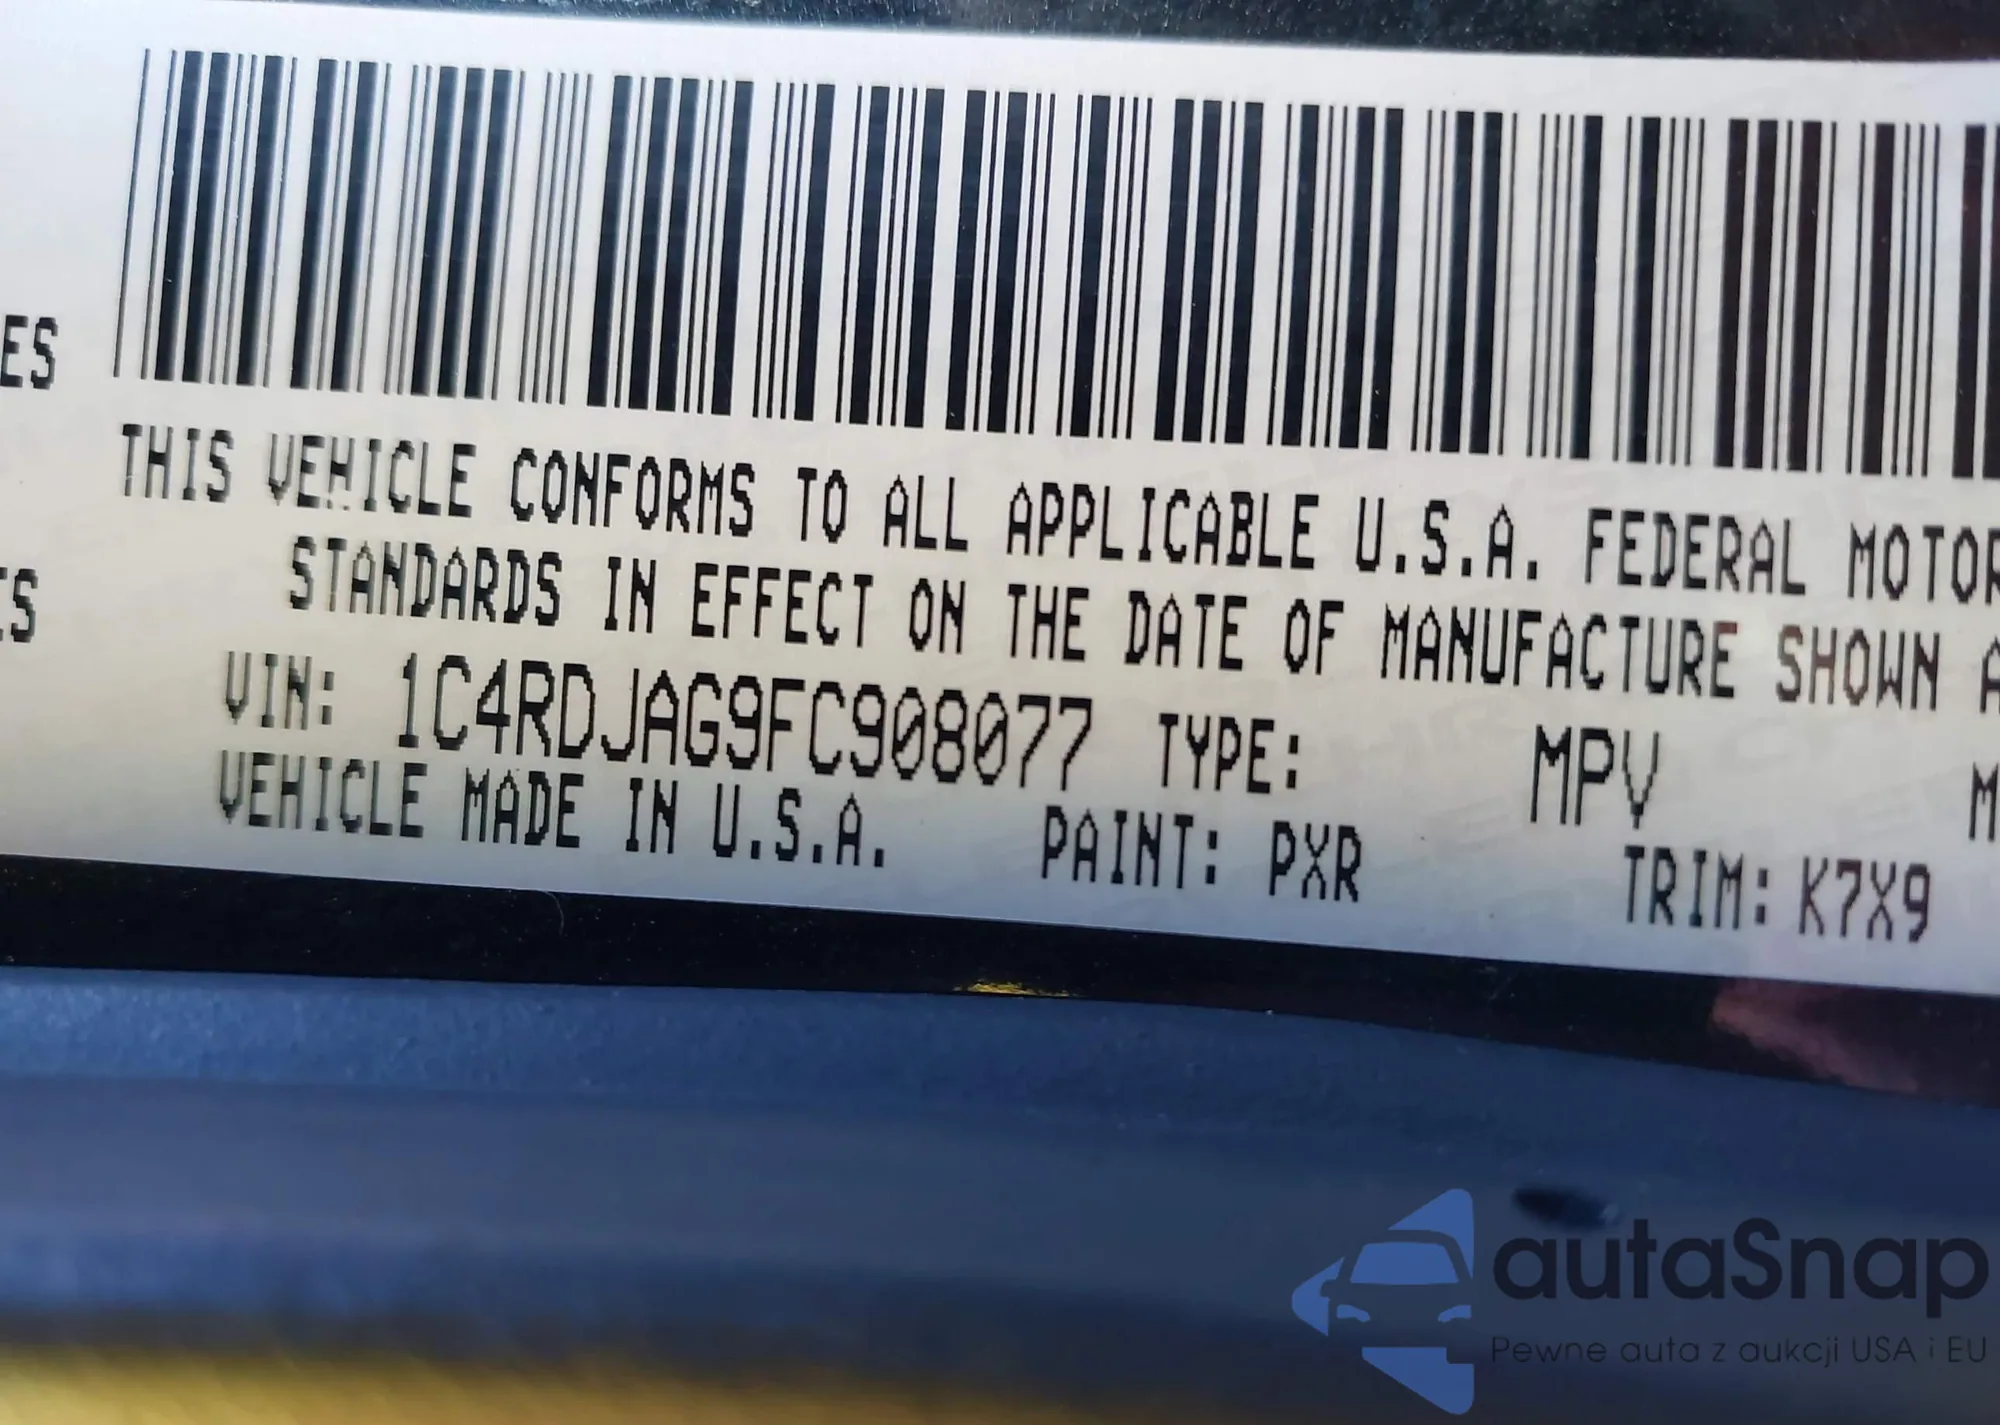 ES
THIS VEHICLE CONFORMS TO ALL APPLICABLE U.S.A. FEDERAL MOTOR
STANDARDS IN EFFECT ON THE DATE OF MANUFACTURE SHOWN A
ES
VIN: 1C4RDJAG9FC908077 TYPE: MPV M
VEHICLE MADE IN U.S.A. PAINT: PXR TRIM: K7X9
autaSnap
Pewne auta z aukcji USA i EU